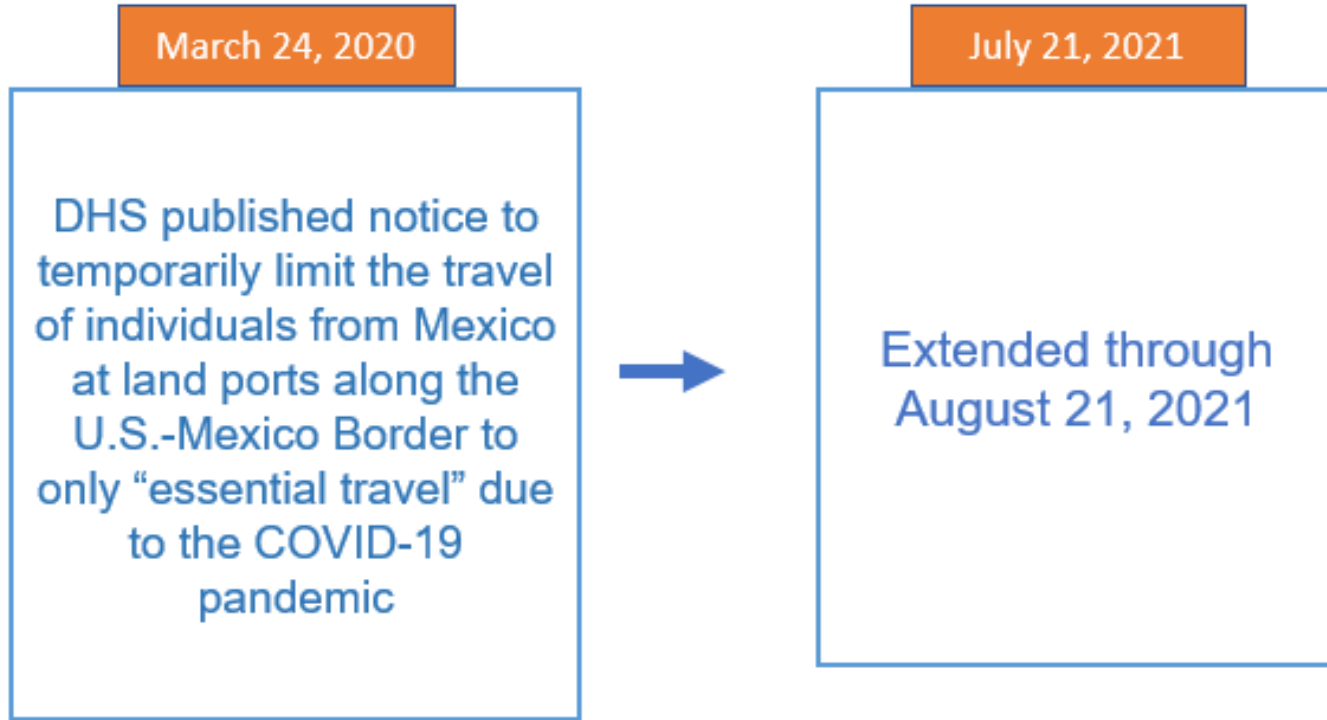 March 24, 2020
DHS published notice to
temporarily limit the travel
of individuals from Mexico
at land ports along the
U.S.-Mexico Border to
only “essential travel” due
to the COVID-19
pandemic
July 21, 2021
Extended through
August 21, 2021